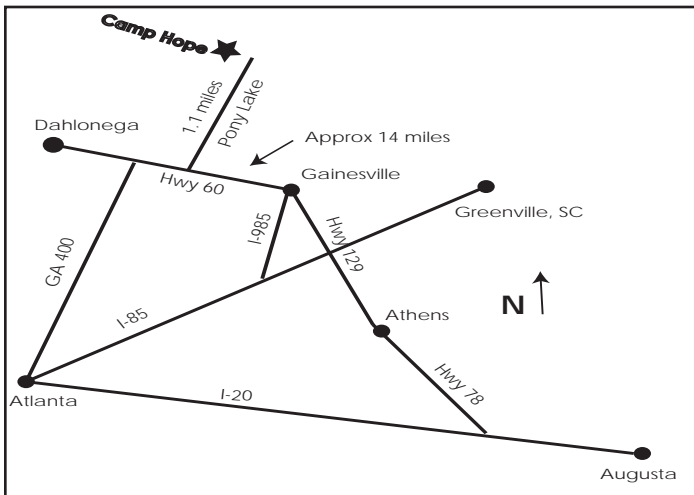 Camp Hope
1.1 miles
Pony Lake
Dahlonega
Approx 14 miles
Hwy 60
Gainesville
Greenville, SC
GA 400
I-985
Hwy 129
N
I-85
Athens
Hwy 78
Atlanta
I-20
Augusta